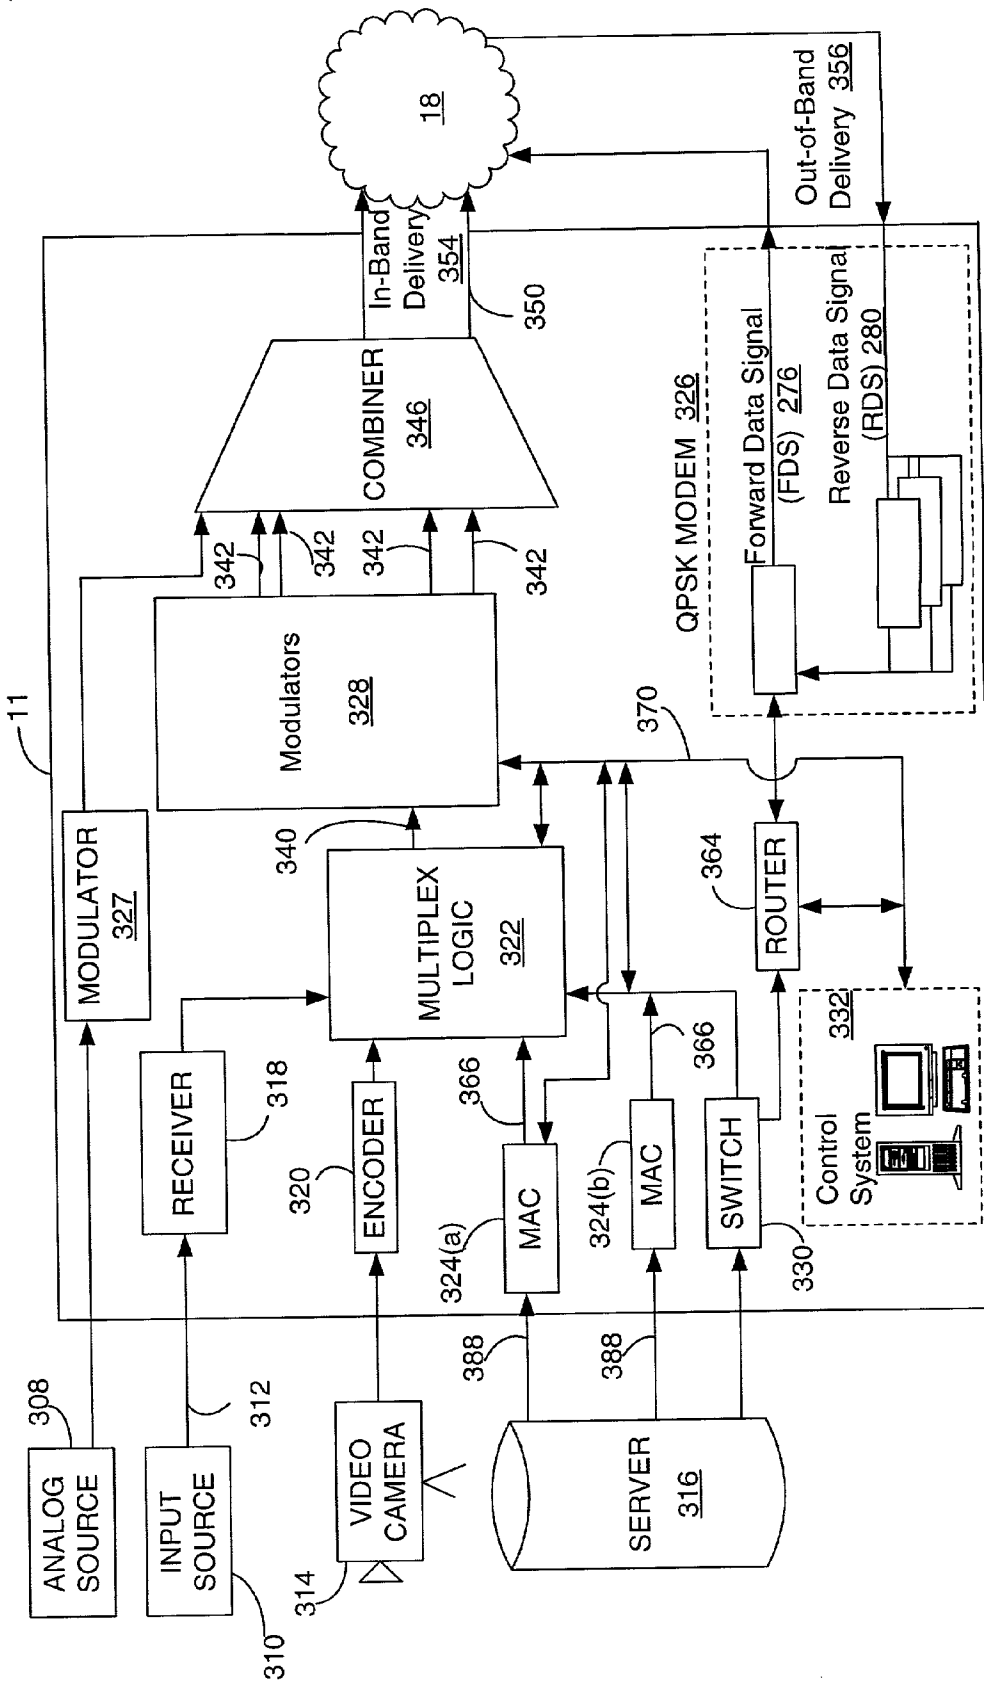 11
ANALOG
SOURCE
308
INPUT
SOURCE
310
312
VIDEO
CAMERA
314
SERVER
316
388
388
MODULATOR
327
RECEIVER
318
ENCODER
320
MAC
324(a)
366
MAC
324(b)
366
SWITCH
330
MULTIPLEX
LOGIC
322
340
Modulators
328
342
342
342
342
COMBINER
346
In-Band
Delivery
354
350
18
Out-of-Band
Delivery 356
QPSK MODEM 326
Forward Data Signal
(FDS) 276
Reverse Data Signal
(RDS) 280
370
ROUTER
364
332
Control
System